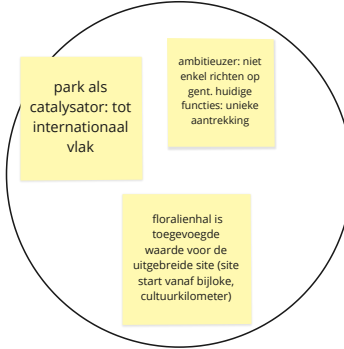 park als
catalysator: tot
internationaal
vlak
ambitieuzer: niet
enkel richten op
gent. huidige
functies: unieke
aantrekking
floralienhal is
toegevoegde
waarde voor de
uitgebreide site (site
start vanaf bijloke,
cultuurkilometer)